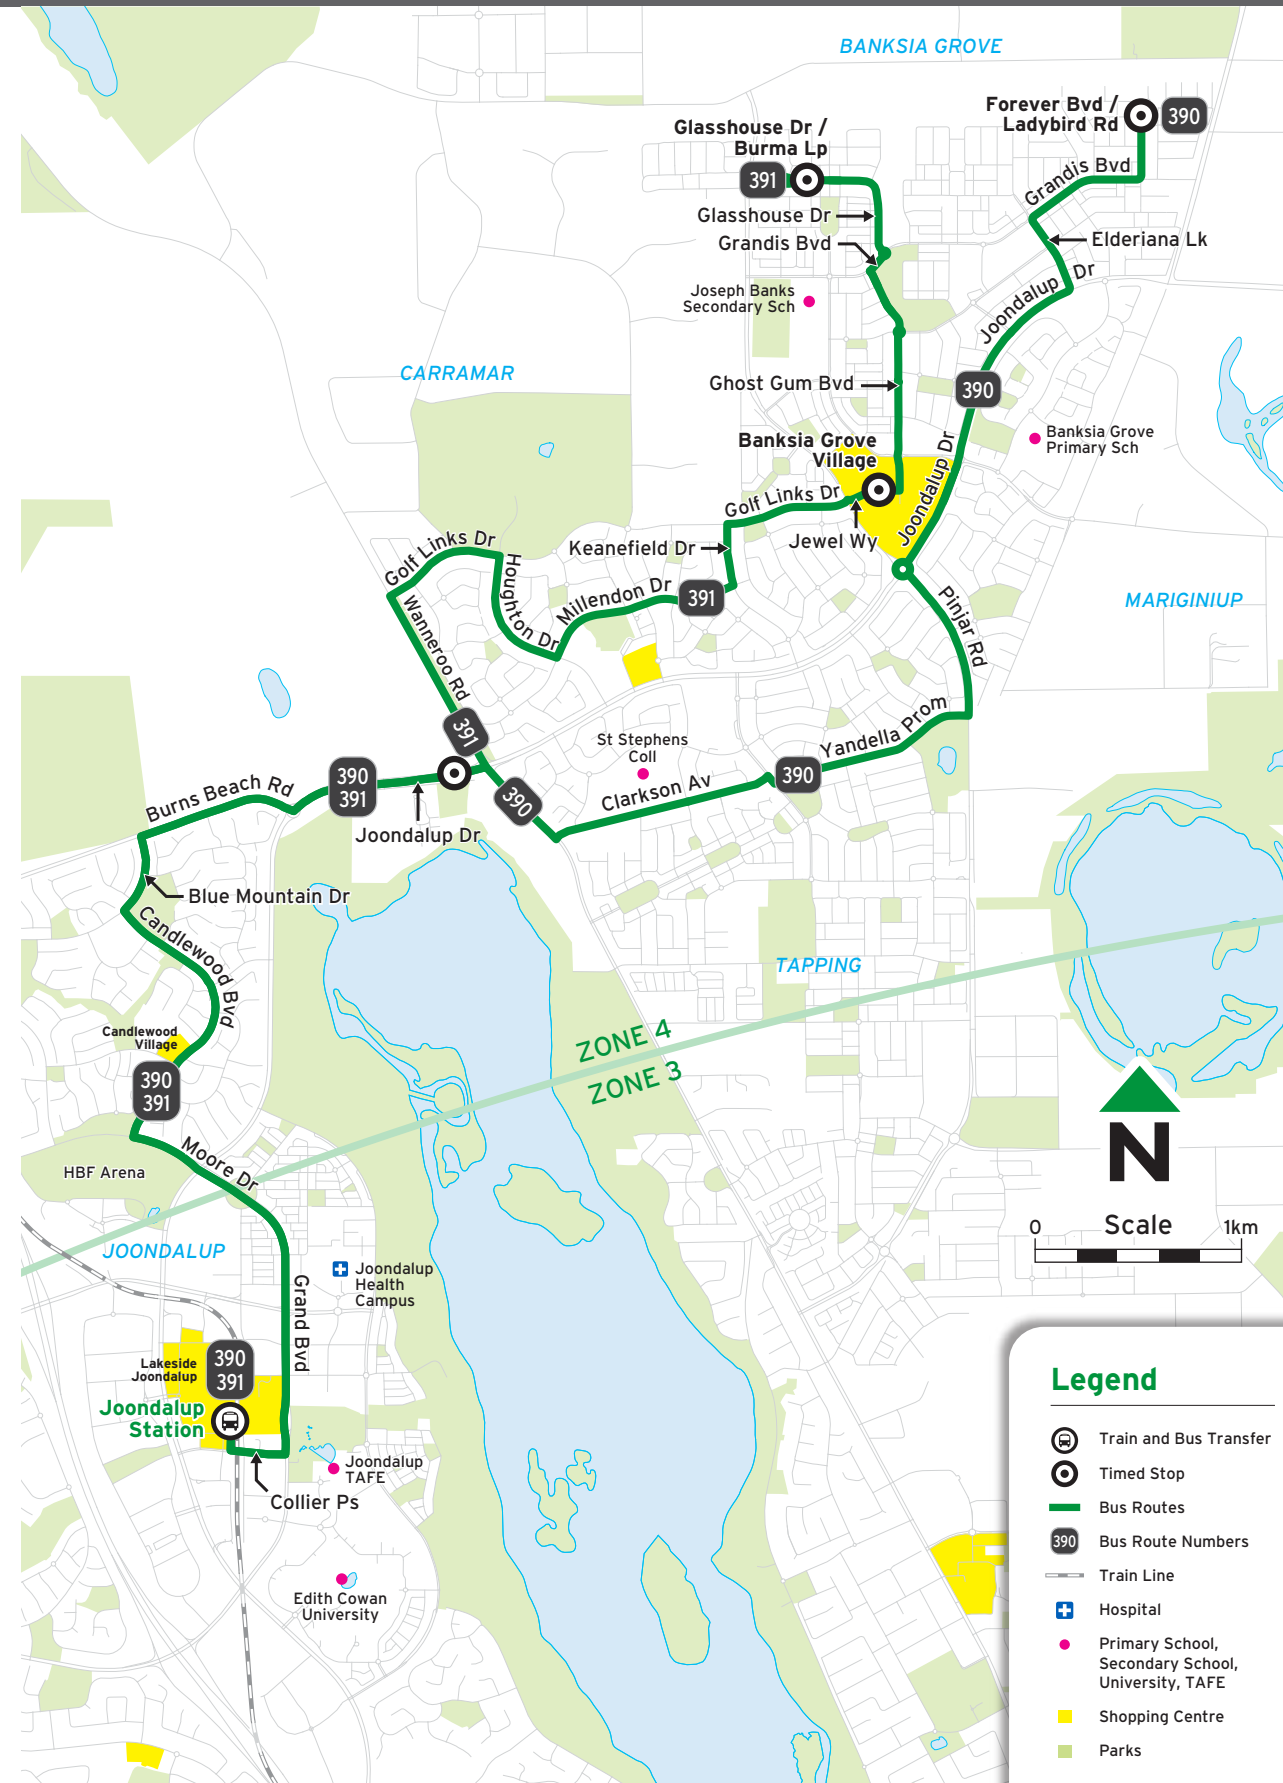 BANKSIA GROVE
Forever Bvd /
Ladybird Rd
390
Glasshouse Dr /
Burma Lp
391
Grandis Bvd
Glasshouse Dr
Grandis Bvd
Elderiana Lk
Joondalup Dr
Joseph Banks
Secondary Sch
CARRAMAR
Ghost Gum Bvd
390
Banksia Grove
Village
Joondalup Dr
Banksia Grove
Primary Sch
Golf Links Dr
Jewel Wy
Keanefield Dr
Golf Links Dr
Houghton Dr
Millendon Dr
391
Wanneroo Rd
Pinjar Rd
MARIGINIUP
391
Yandella Prom
St Stephens
Coll
390
Clarkson Av
390
390
391
Burns Beach Rd
Joondalup Dr
Blue Mountain Dr
Candlewood Bvd
TAPPING
Candlewood
Village
ZONE 4
ZONE 3
390
391
Moore Dr
HBF Arena
N
0
Scale
1km
JOONDALUP
Joondalup
Health
Campus
Grand Bvd
390
391
Lakeside
Joondalup
Joondalup
Station
Joondalup
TAFE
Collier Ps
Edith Cowan
University
Legend
Train and Bus Transfer
Timed Stop
Bus Routes
390
Bus Route Numbers
Train Line
Hospital
Primary School,
Secondary School,
University, TAFE
Shopping Centre
Parks